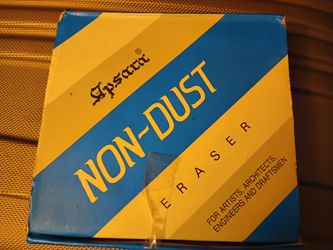 Apsara®
NON-DUST
ERASER
FOR ARTISTS, ARCHITECTS,
ENGINEERS AND DRAFTSMEN